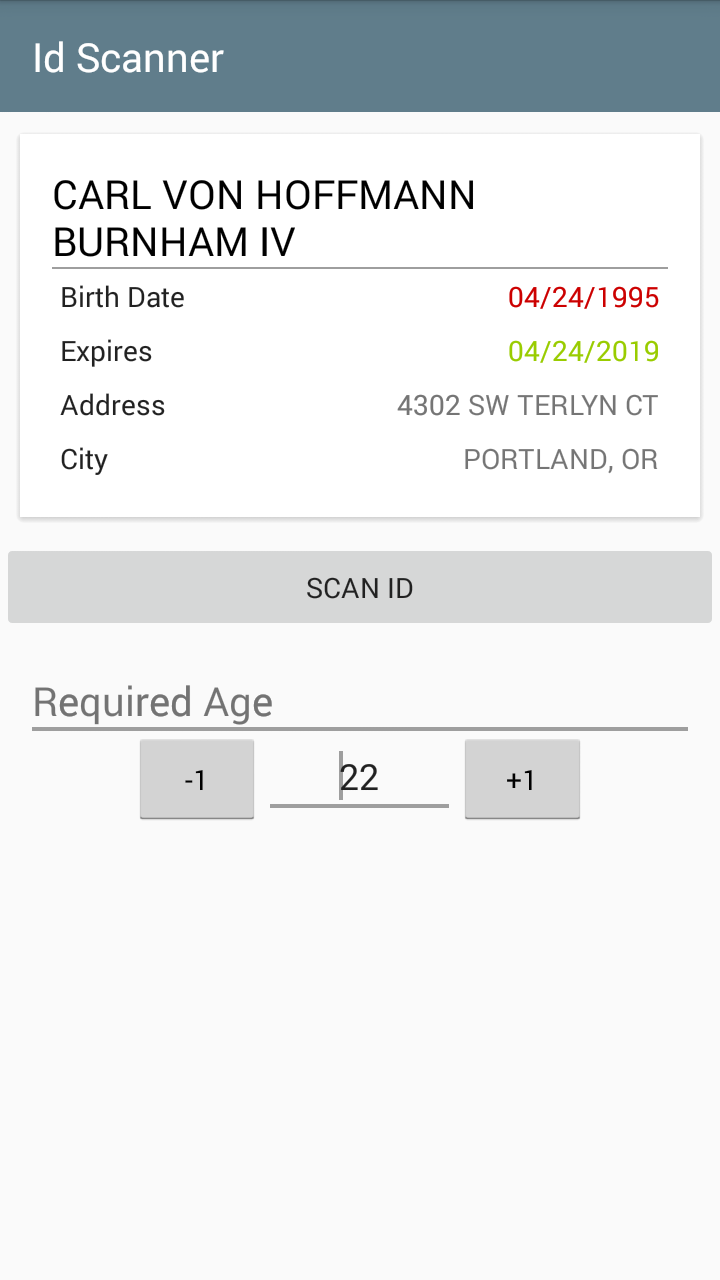 Id Scanner
CARL VON HOFFMANN
BURNHAM IV
Birth Date 04/24/1995
Expires 04/24/2019
Address 4302 SW TERLYN CT
City PORTLAND, OR
SCAN ID
Required Age
-1 22 +1